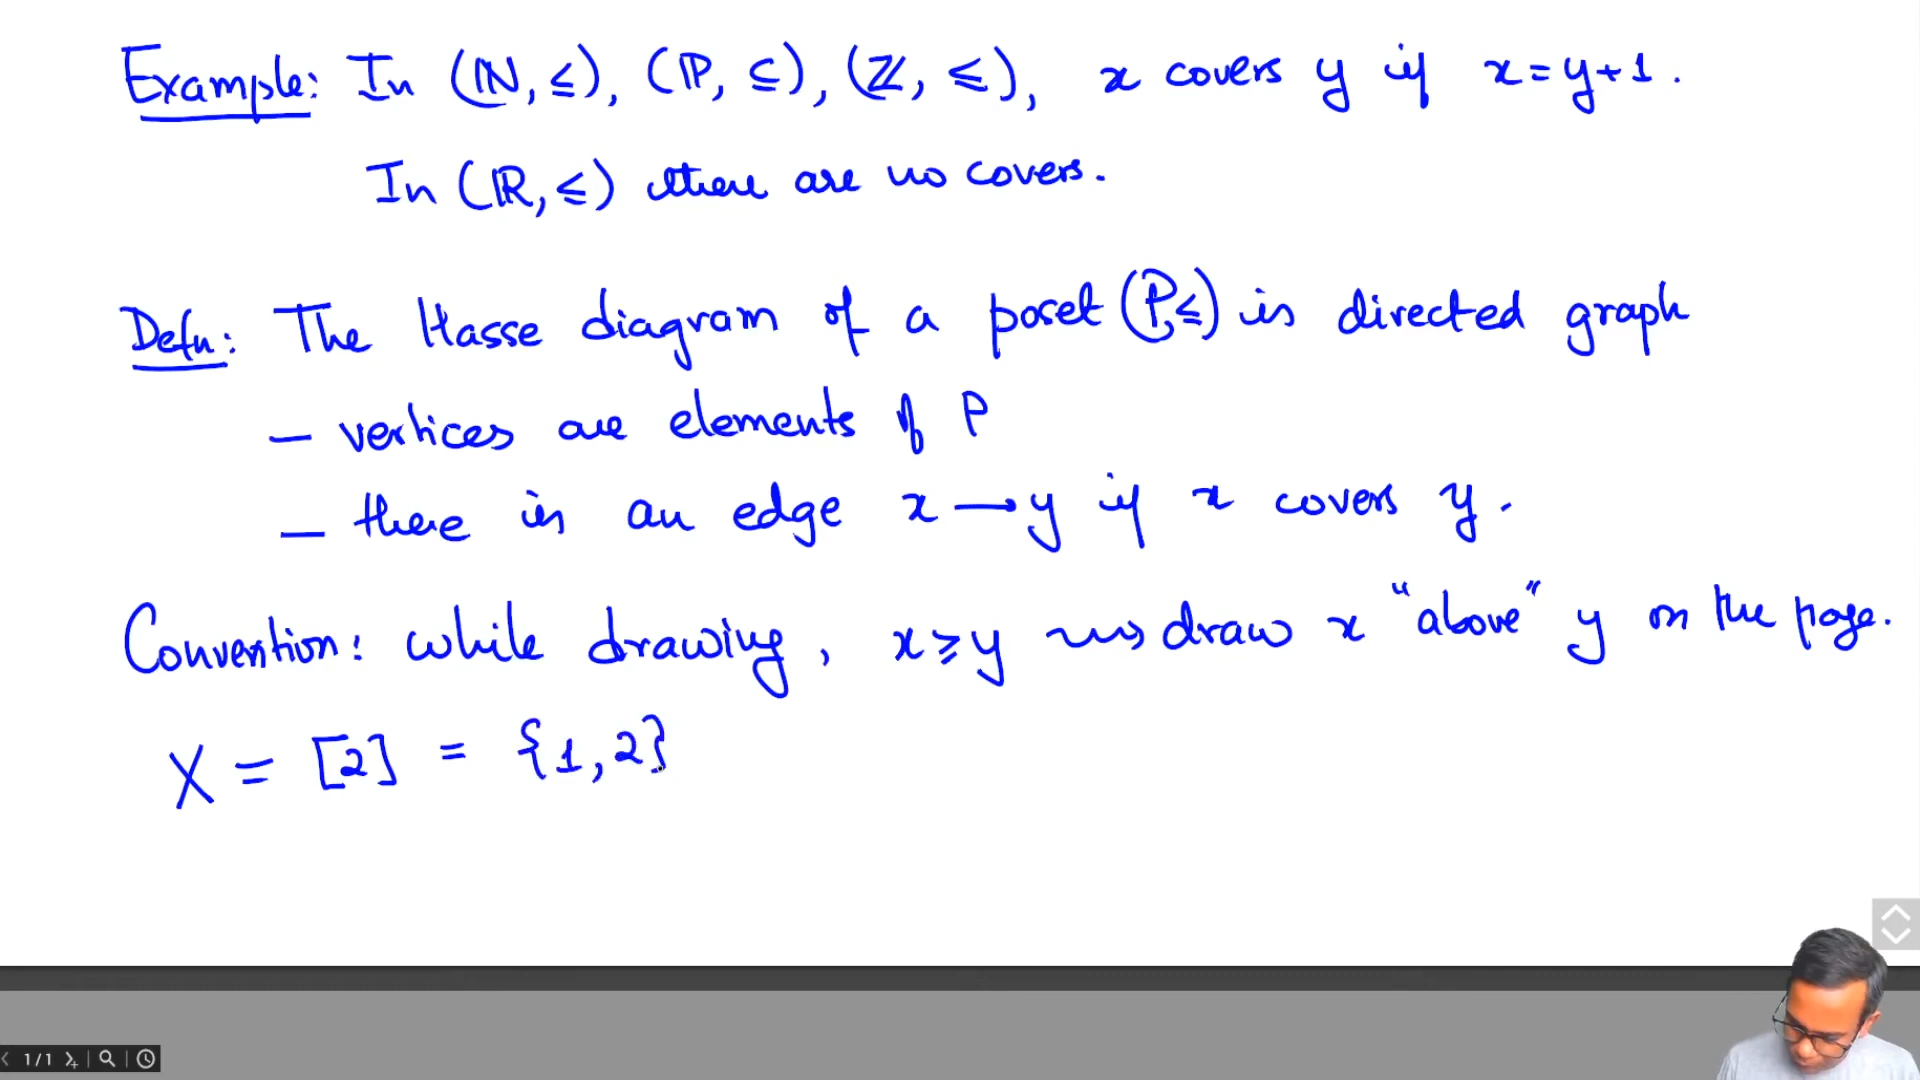 Example: In (ℕ, ≤), (ℙ, ≤), (ℤ, ≤), x covers y if x = y + 1.
In (ℝ, ≤) there are no covers.
Defn: The Hasse diagram of a poset (P, ≤) is directed graph
— vertices are elements of P
— there is an edge x → y if x covers y.
Convention: while drawing, x ≥ y ⇝ draw x "above" y on the page.
X = [2] = {1, 2}
1/1